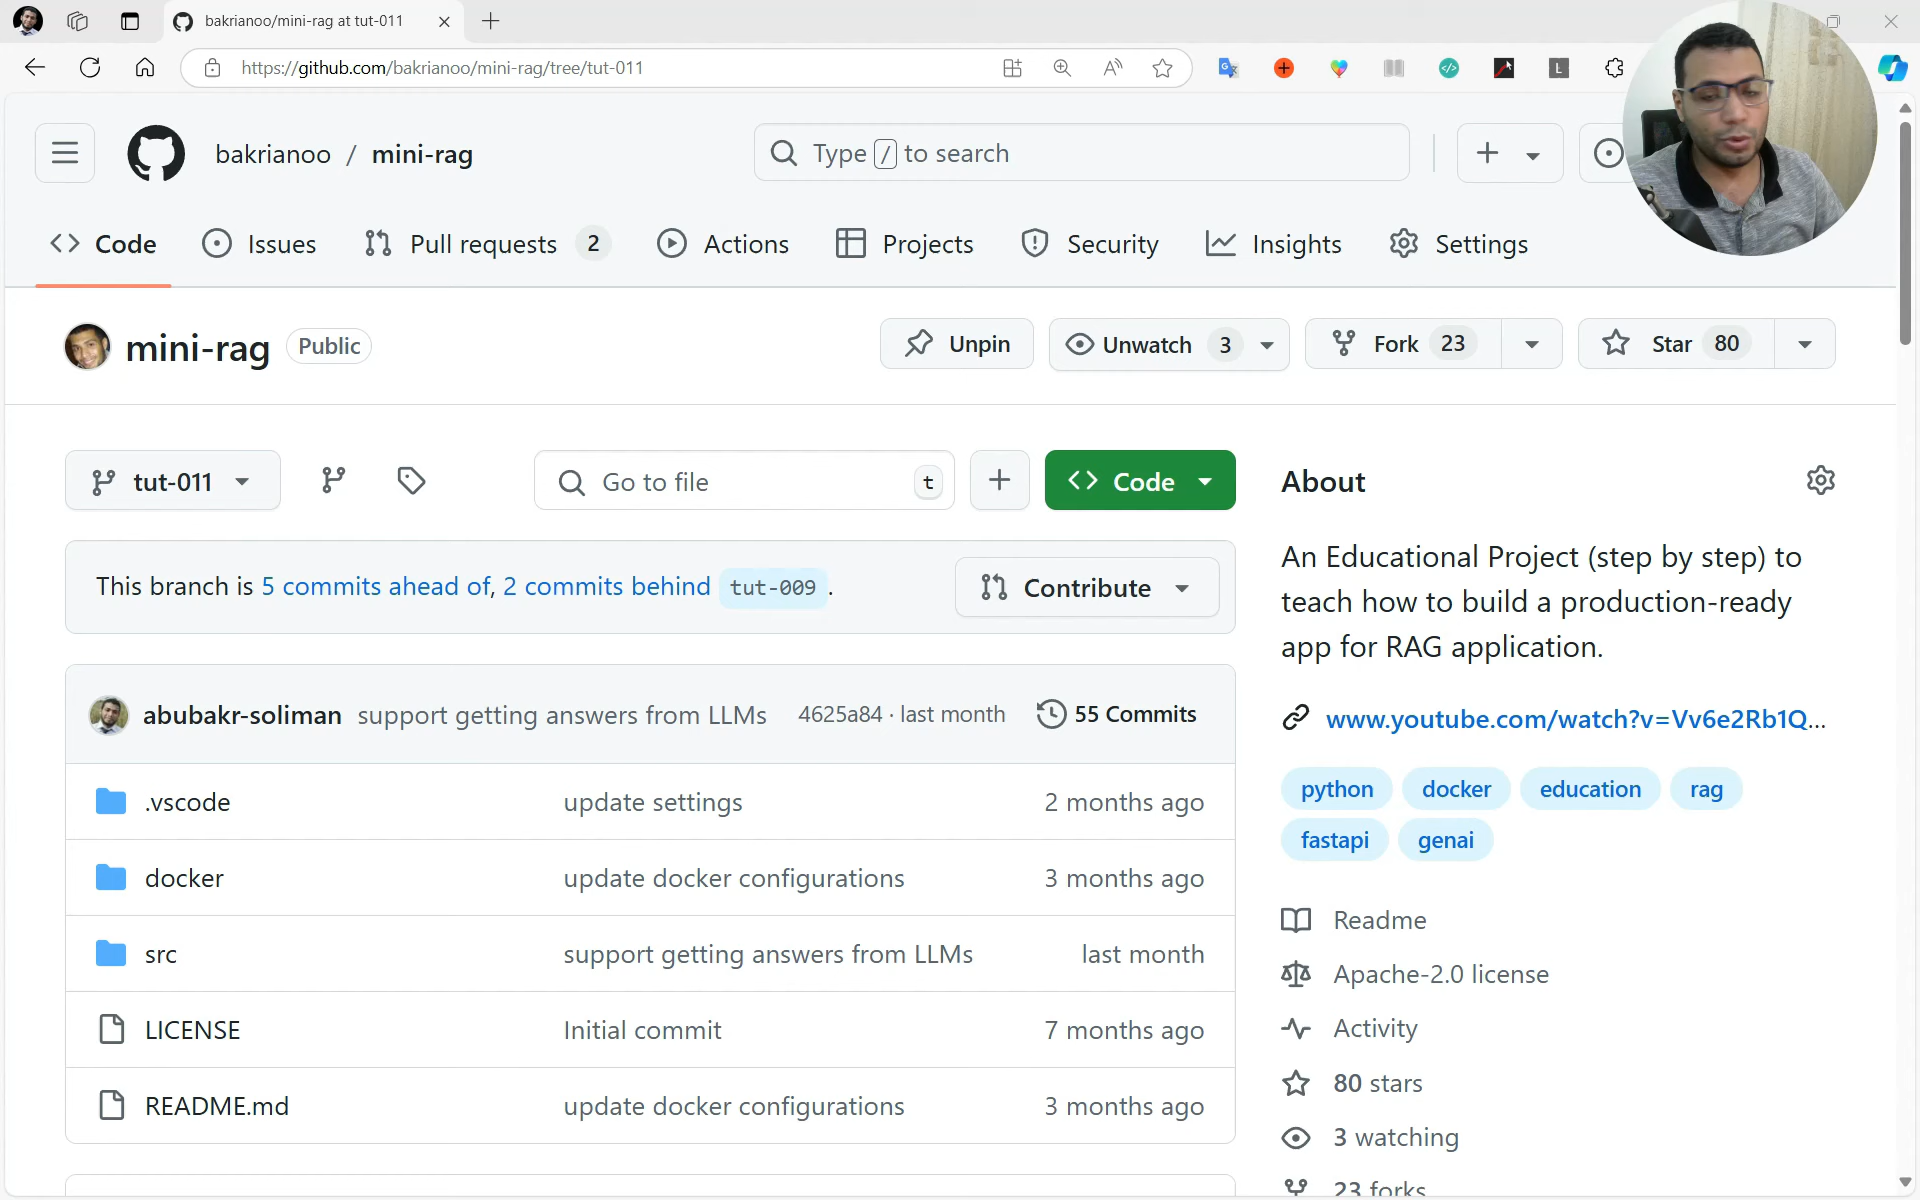 bakrianoo/mini-rag at tut-011
https://github.com/bakrianoo/mini-rag/tree/tut-011
bakrianoo / mini-rag
Type / to search
Code
Issues
Pull requests 2
Actions
Projects
Security
Insights
Settings
mini-rag Public
Unpin
Unwatch 3
Fork 23
Star 80
tut-011
Go to file t
Code
About
This branch is 5 commits ahead of, 2 commits behind tut-009 .
Contribute
An Educational Project (step by step) to
teach how to build a production-ready
app for RAG application.
www.youtube.com/watch?v=Vv6e2Rb1Q...
python docker education rag
fastapi genai
abubakr-soliman support getting answers from LLMs 4625a84 · last month 55 Commits
.vscode update settings 2 months ago
docker update docker configurations 3 months ago
src support getting answers from LLMs last month
LICENSE Initial commit 7 months ago
README.md update docker configurations 3 months ago
Readme
Apache-2.0 license
Activity
80 stars
3 watching
23 forks